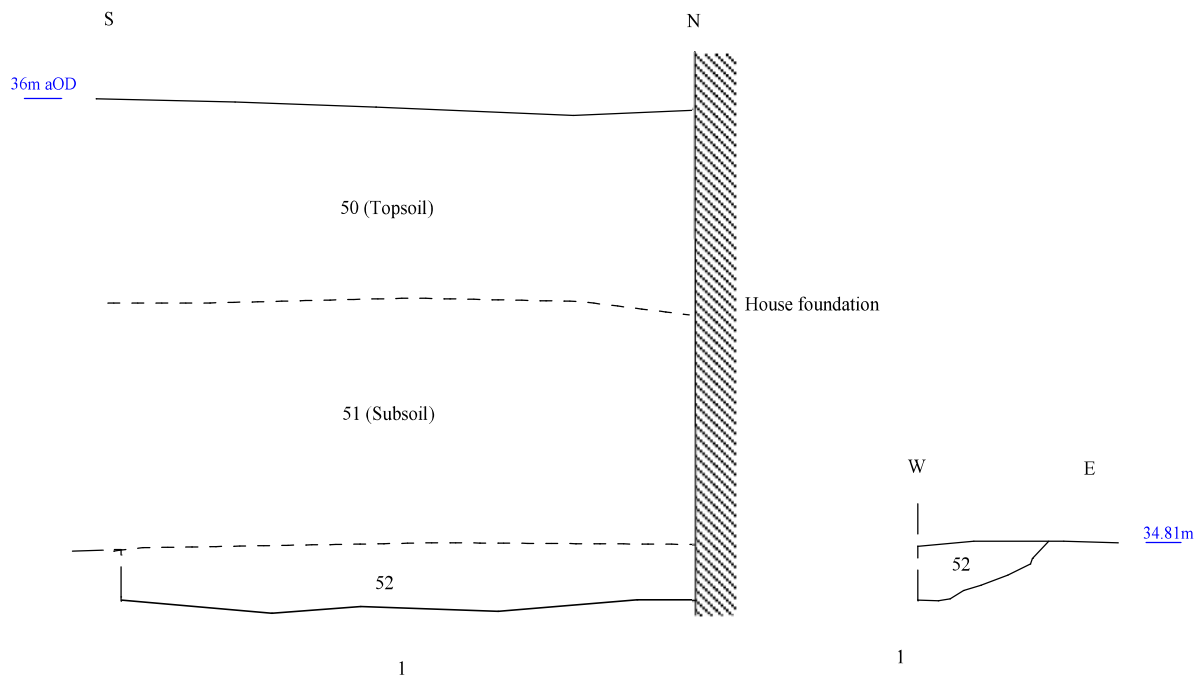 S
N
36m aOD
50 (Topsoil)
House foundation
51 (Subsoil)
W
E
34.81m
52
52
1
1